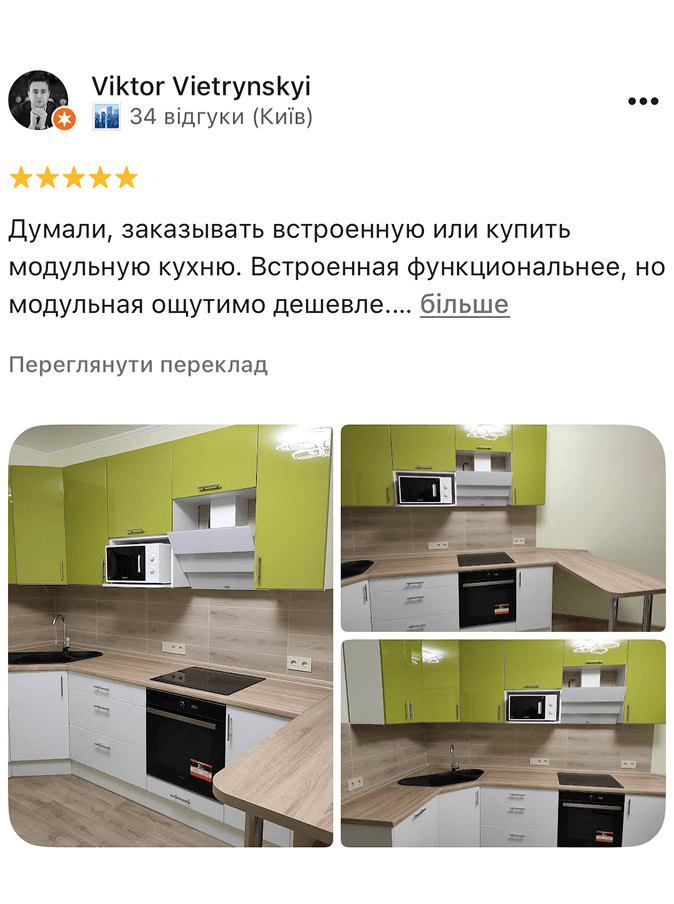 Viktor Vietrynskyi
34 відгуки (Київ)
Думали, заказывать встроенную или купить
модульную кухню. Встроенная функциональнее, но
модульная ощутимо дешевле.... більше
Переглянути переклад